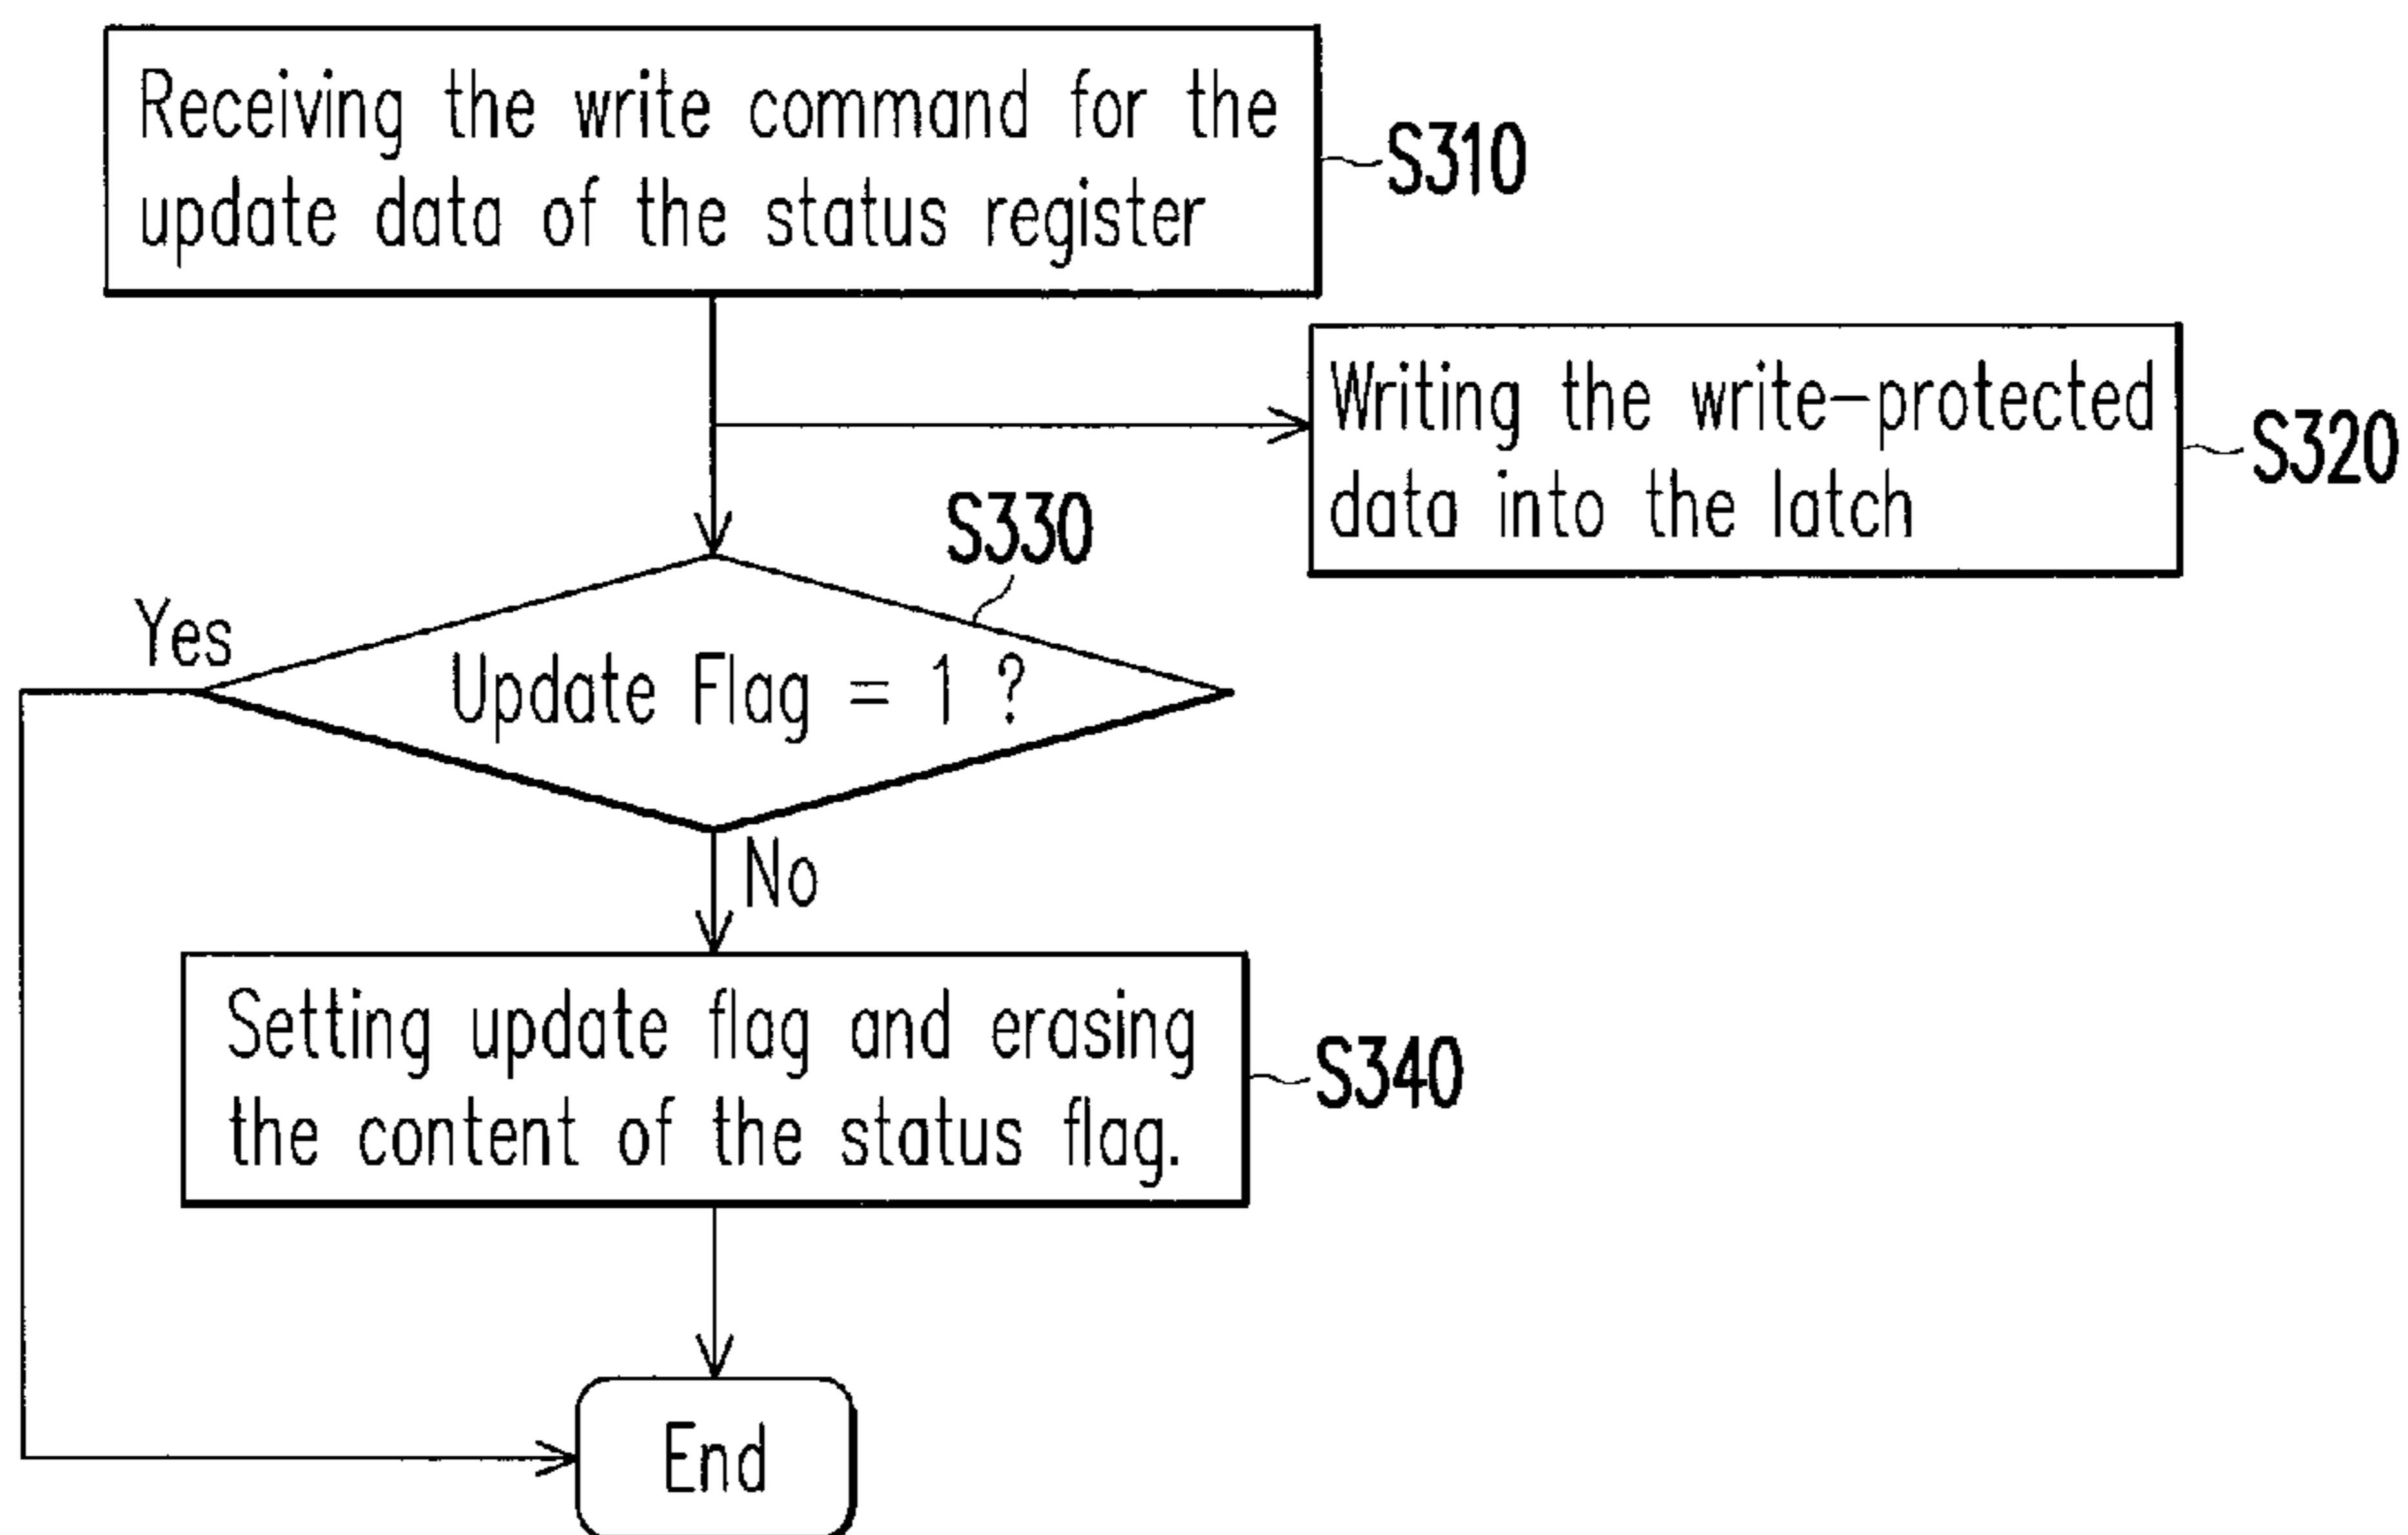 Receiving the write command for the
update data of the status register
S310
Writing the write-protected
data into the latch
S320
S330
Yes
Update Flag = 1 ?
No
Setting update flag and erasing
the content of the status flag.
S340
End